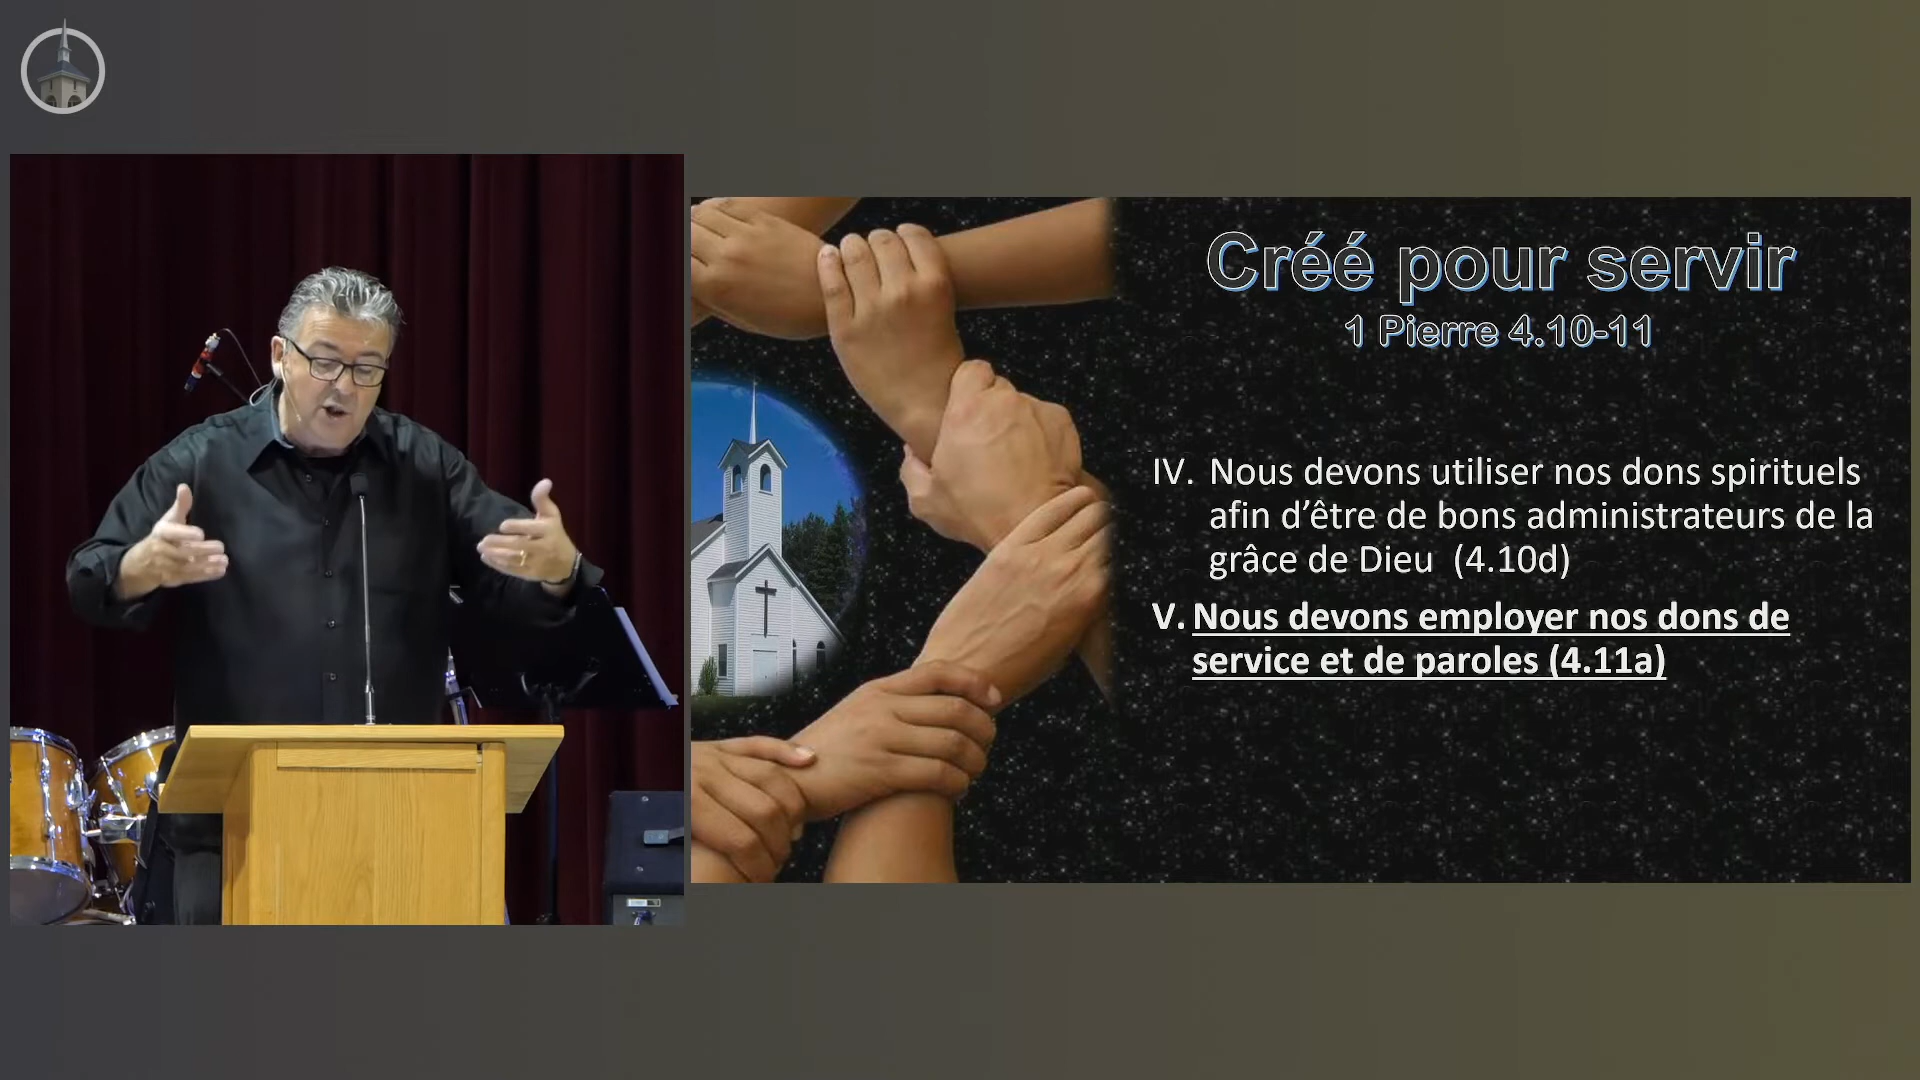 Créé pour servir
1 Pierre 4.10-11
IV. Nous devons utiliser nos dons spirituels
afin d’être de bons administrateurs de la
grâce de Dieu (4.10d)
V. Nous devons employer nos dons de
service et de paroles (4.11a)